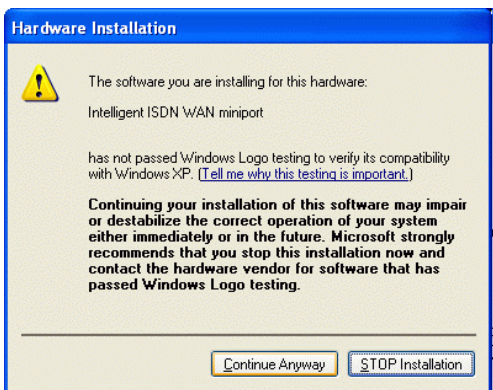 Hardware Installation
The software you are installing for this hardware:
Intelligent ISDN WAN miniport
has not passed Windows Logo testing to verify its compatibility
with Windows XP. (Tell me why this testing is important.)
Continuing your installation of this software may impair
or destabilize the correct operation of your system
either immediately or in the future. Microsoft strongly
recommends that you stop this installation now and
contact the hardware vendor for software that has
passed Windows Logo testing.
Continue Anyway
STOP Installation